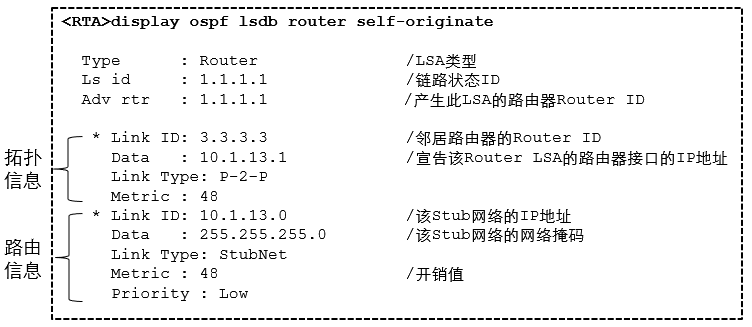 <RTA>display ospf lsdb router self-originate
Type : Router /LSA类型
Ls id : 1.1.1.1 /链路状态ID
Adv rtr : 1.1.1.1 /产生此LSA的路由器Router ID
拓扑信息
* Link ID: 3.3.3.3 /邻居路由器的Router ID
Data : 10.1.13.1 /宣告该Router LSA的路由器接口的IP地址
Link Type: P-2-P
Metric : 48
路由信息
* Link ID: 10.1.13.0 /该Stub网络的IP地址
Data : 255.255.255.0 /该Stub网络的网络掩码
Link Type: StubNet
Metric : 48 /开销值
Priority : Low